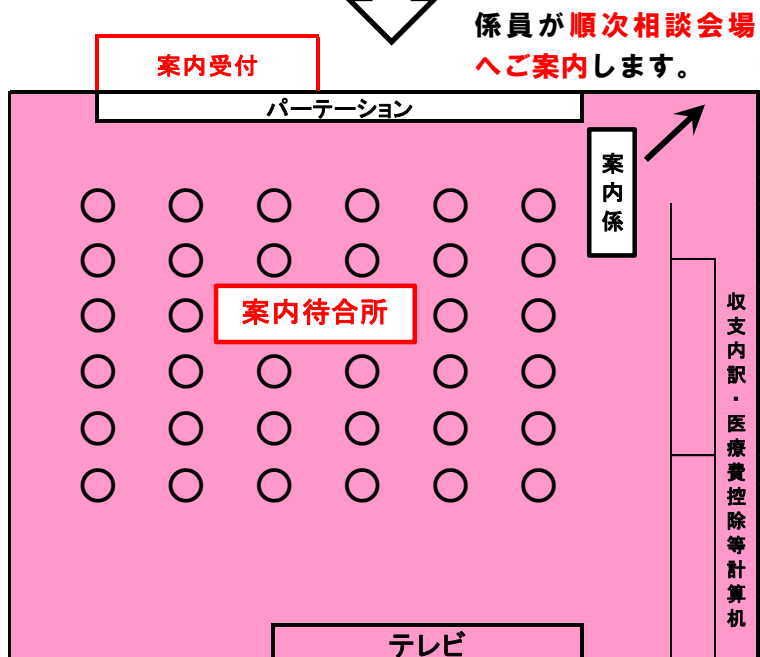 係員が順次相談会場
へご案内します。
案内受付
パーテーション
案内係
案内待合所
収支内訳・医療費控除等計算机
テレビ